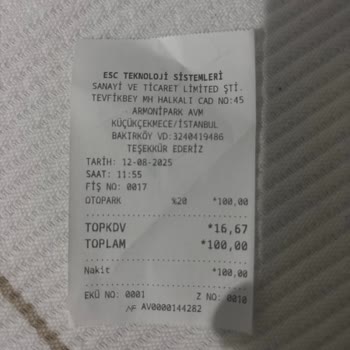 ESC TEKNOLOJİ SİSTEMLERİ
SANAYİ VE TİCARET LİMİTED ŞTİ.
TEVFİKBEY MH HALKALI CAD NO:45
ARMONİPARK AVM
KÜÇÜKÇEKMECE/İSTANBUL
BAKIRKÖY VD:3240419486
TEŞEKKÜR EDERİZ
TARİH: 12-08-2025
SAAT: 11:55
FİŞ NO: 0017
OTOPARK %20 *100,00
TOPKDV *16,67
TOPLAM *100,00
Nakit *100,00
EKÜ NO: 0001 Z NO: 0010
AV0000144282